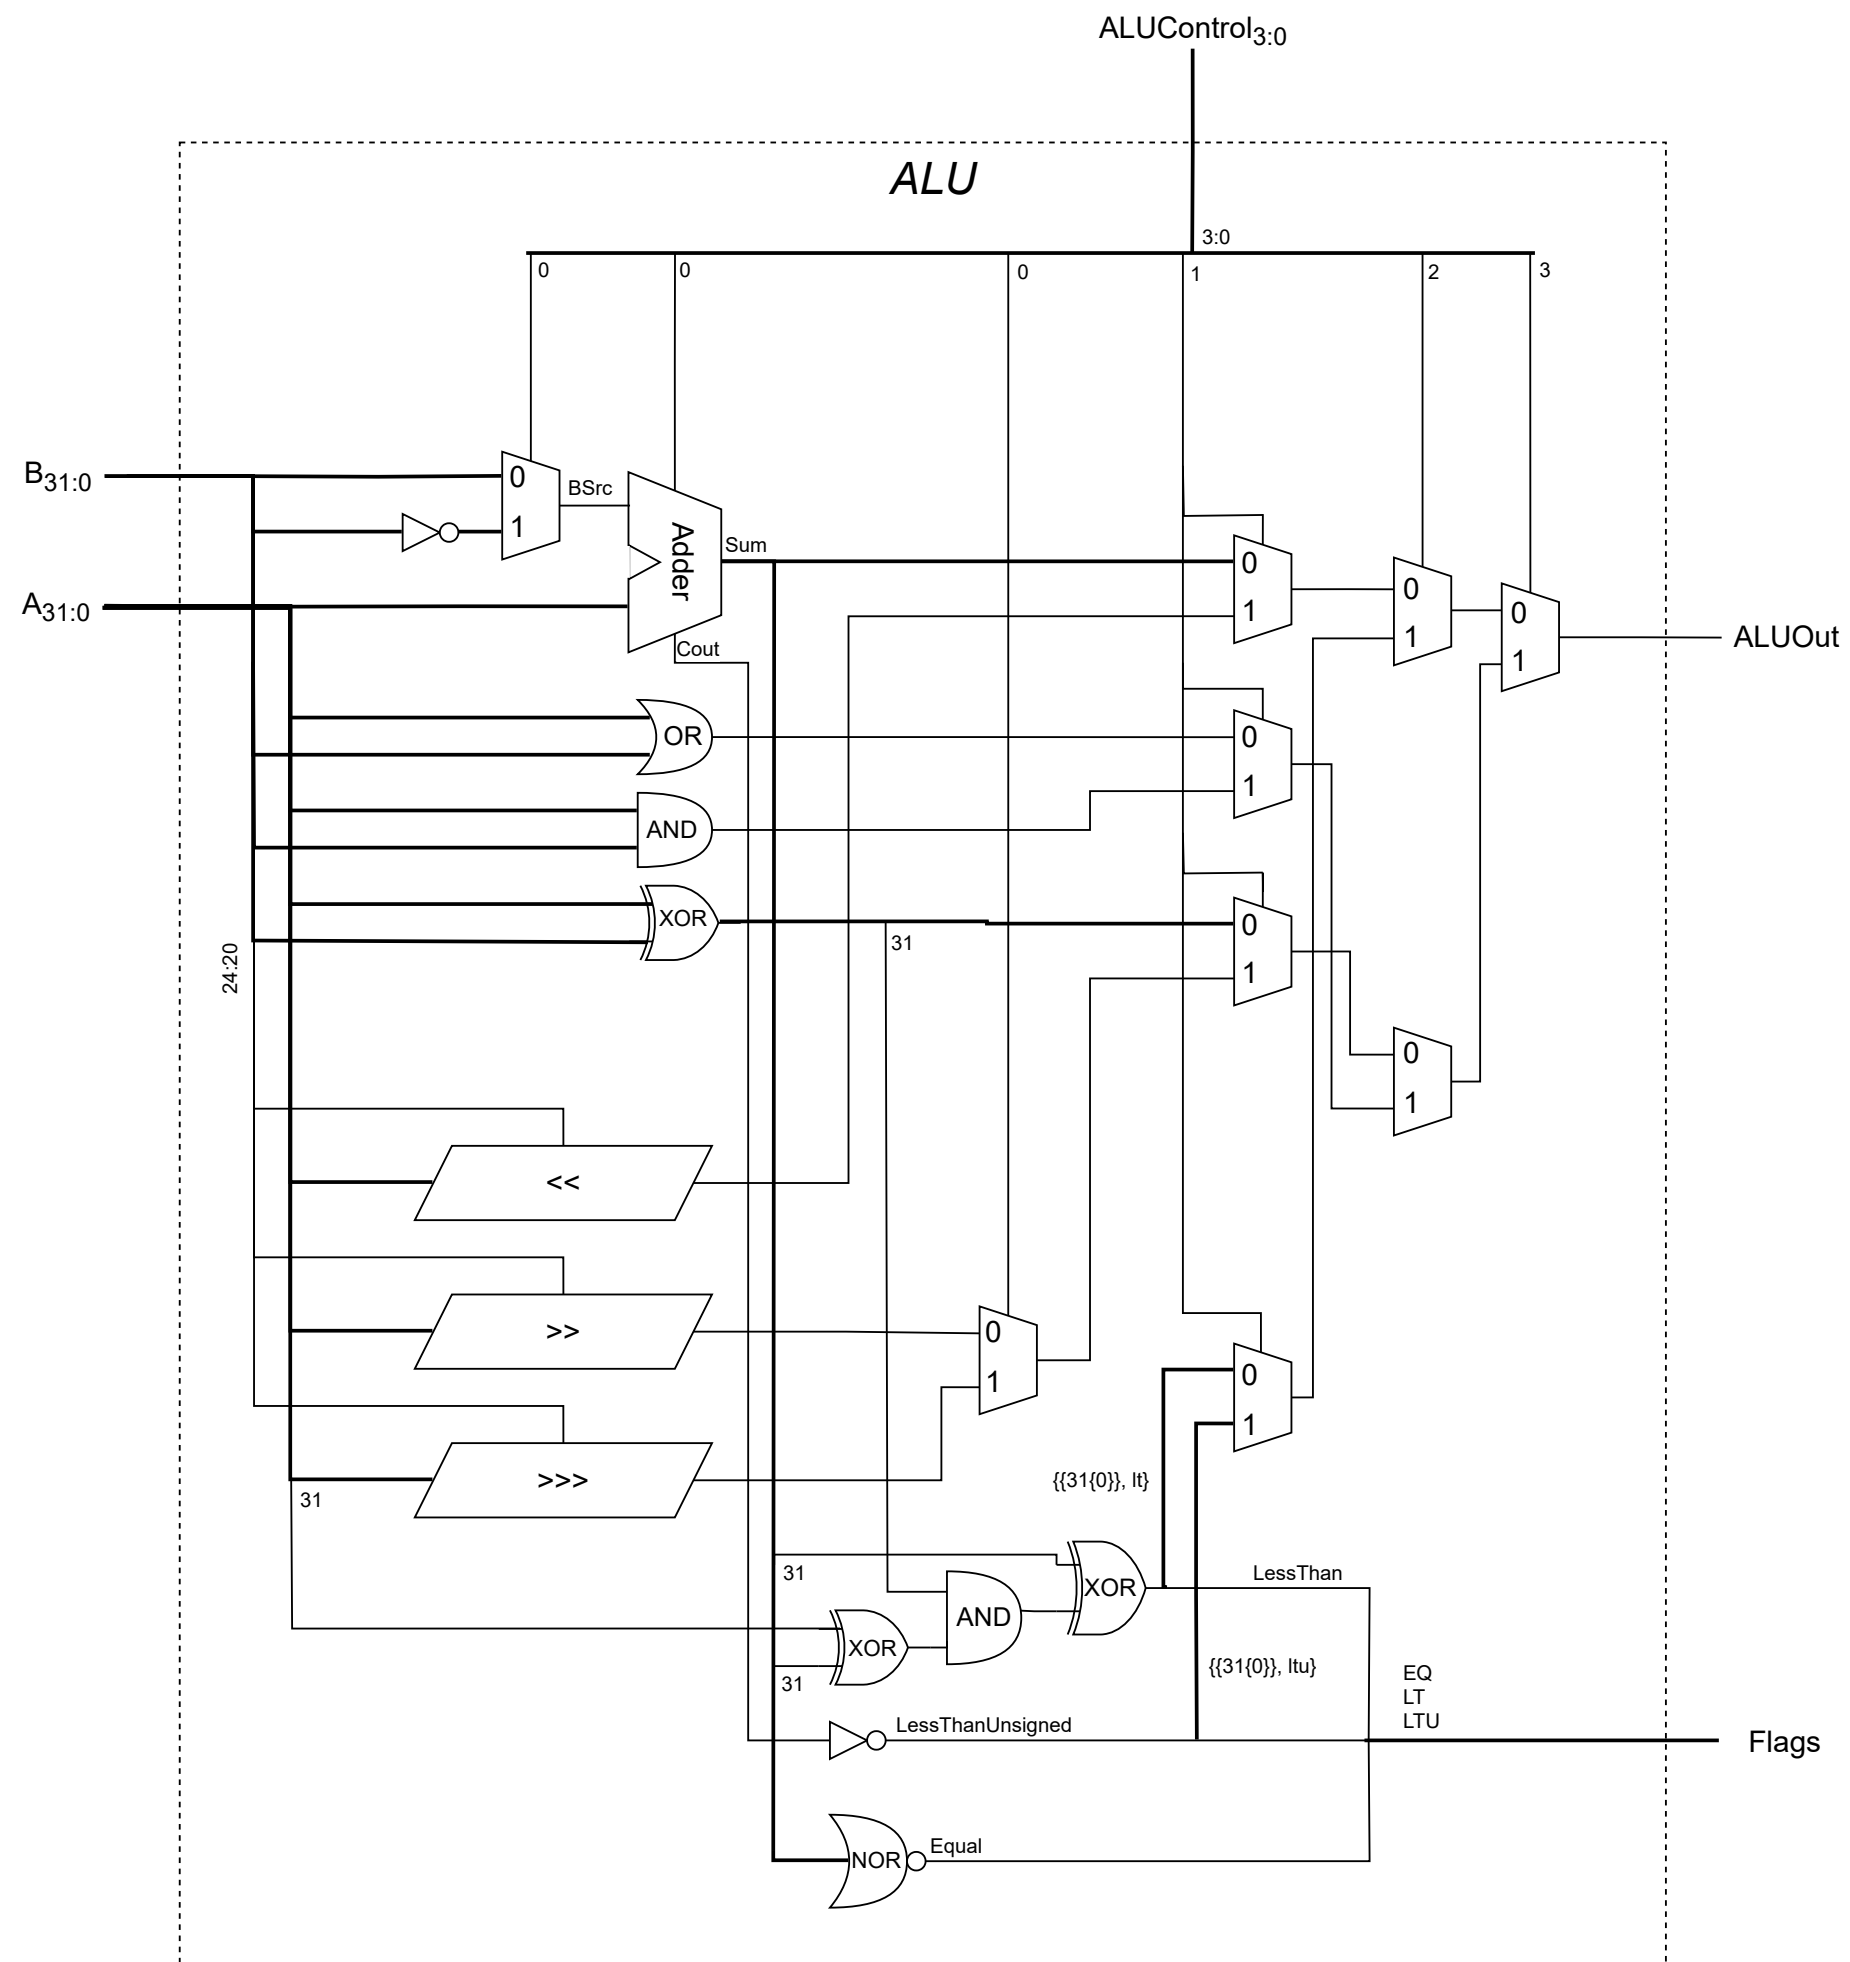 ALUControl3:0
ALU
3:0
0
0
0
1
2
3
B31:0
0
1
BSrc
Adder
Sum
Cout
A31:0
0
1
0
1
0
1
ALUOut
OR
0
1
AND
XOR
31
0
1
24:20
0
1
<<
>>
0
1
>>>
31
0
1
{{31{0}}, lt}
31
XOR
LessThan
AND
XOR
31
{{31{0}}, ltu}
EQ
LT
LTU
LessThanUnsigned
Flags
NOR
Equal